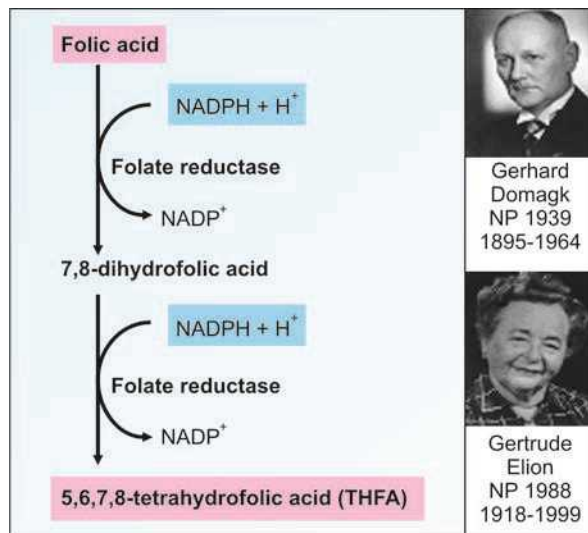 Folic acid
NADPH + H⁺
Folate reductase
NADP⁺
7,8-dihydrofolic acid
NADPH + H⁺
Folate reductase
NADP⁺
5,6,7,8-tetrahydrofolic acid (THFA)
Gerhard
Domagk
NP 1939
1895-1964
Gertrude
Elion
NP 1988
1918-1999